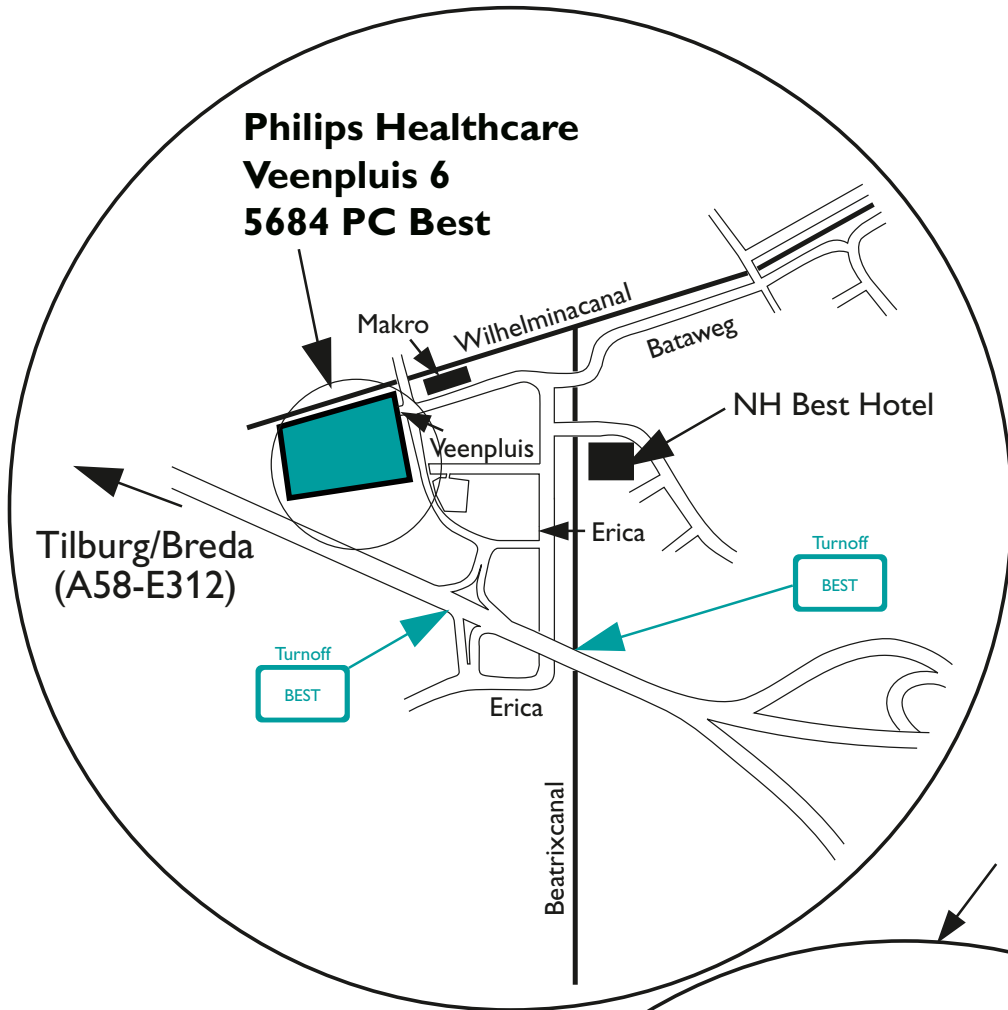 Philips Healthcare
Veenpluis 6
5684 PC Best
Makro
Wilhelminacanal
Bataweg
NH Best Hotel
Veenpluis
Erica
Tilburg/Breda
(A58-E312)
Turnoff
BEST
Turnoff
BEST
Erica
Beatrixcanal